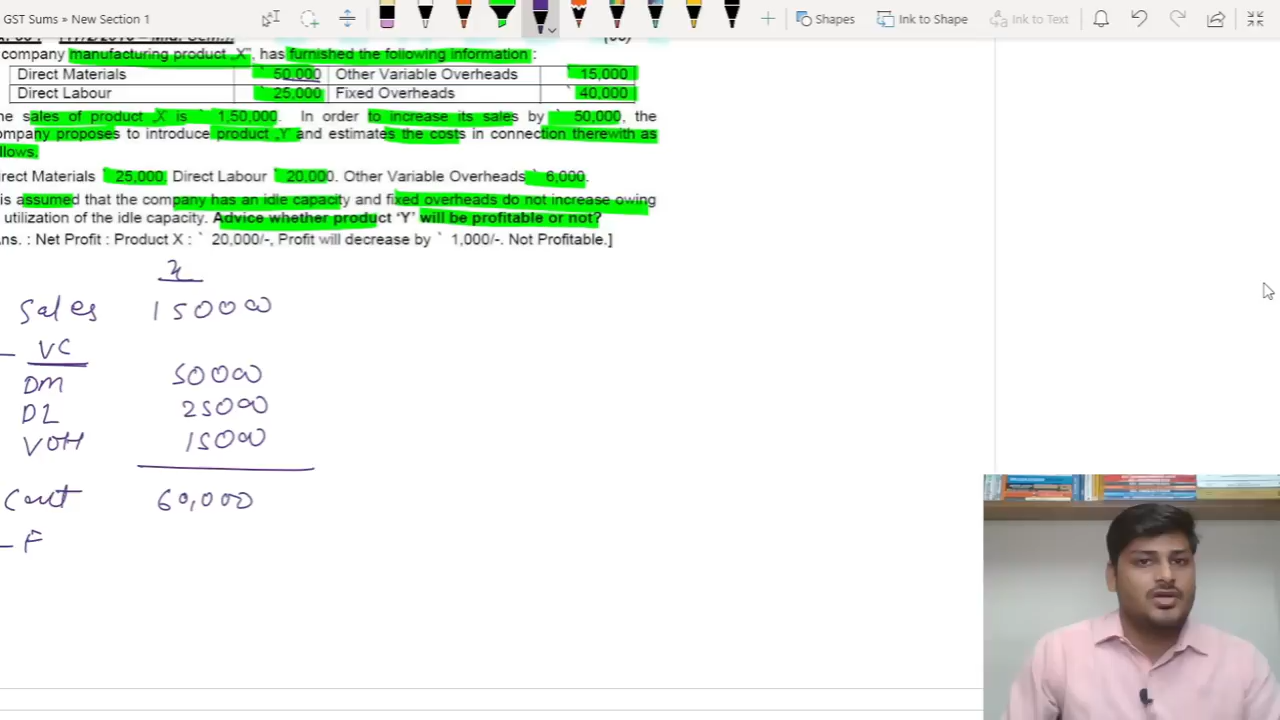 GST Sums » New Section 1
Shapes
Ink to Shape
Ink to Text
company manufacturing product „X", has furnished the following information :
Direct Materials ` 50,000 Other Variable Overheads ` 15,000
Direct Labour ` 25,000 Fixed Overheads ` 40,000
he sales of product „X is ` 1,50,000. In order to increase its sales by ` 50,000, the
ompany proposes to introduce product „Y and estimates the costs in connection therewith as
llows,
irect Materials ` 25,000. Direct Labour ` 20,000. Other Variable Overheads ` 6,000.
is assumed that the company has an idle capacity and fixed overheads do not increase owing
utilization of the idle capacity. Advice whether product ‘Y’ will be profitable or not?
ns. : Net Profit : Product X : ` 20,000/-, Profit will decrease by ` 1,000/-. Not Profitable.]
x
Sales 150000
- VC
DM 50000
DL 25000
VOH 15000
Cont 60,000
- F